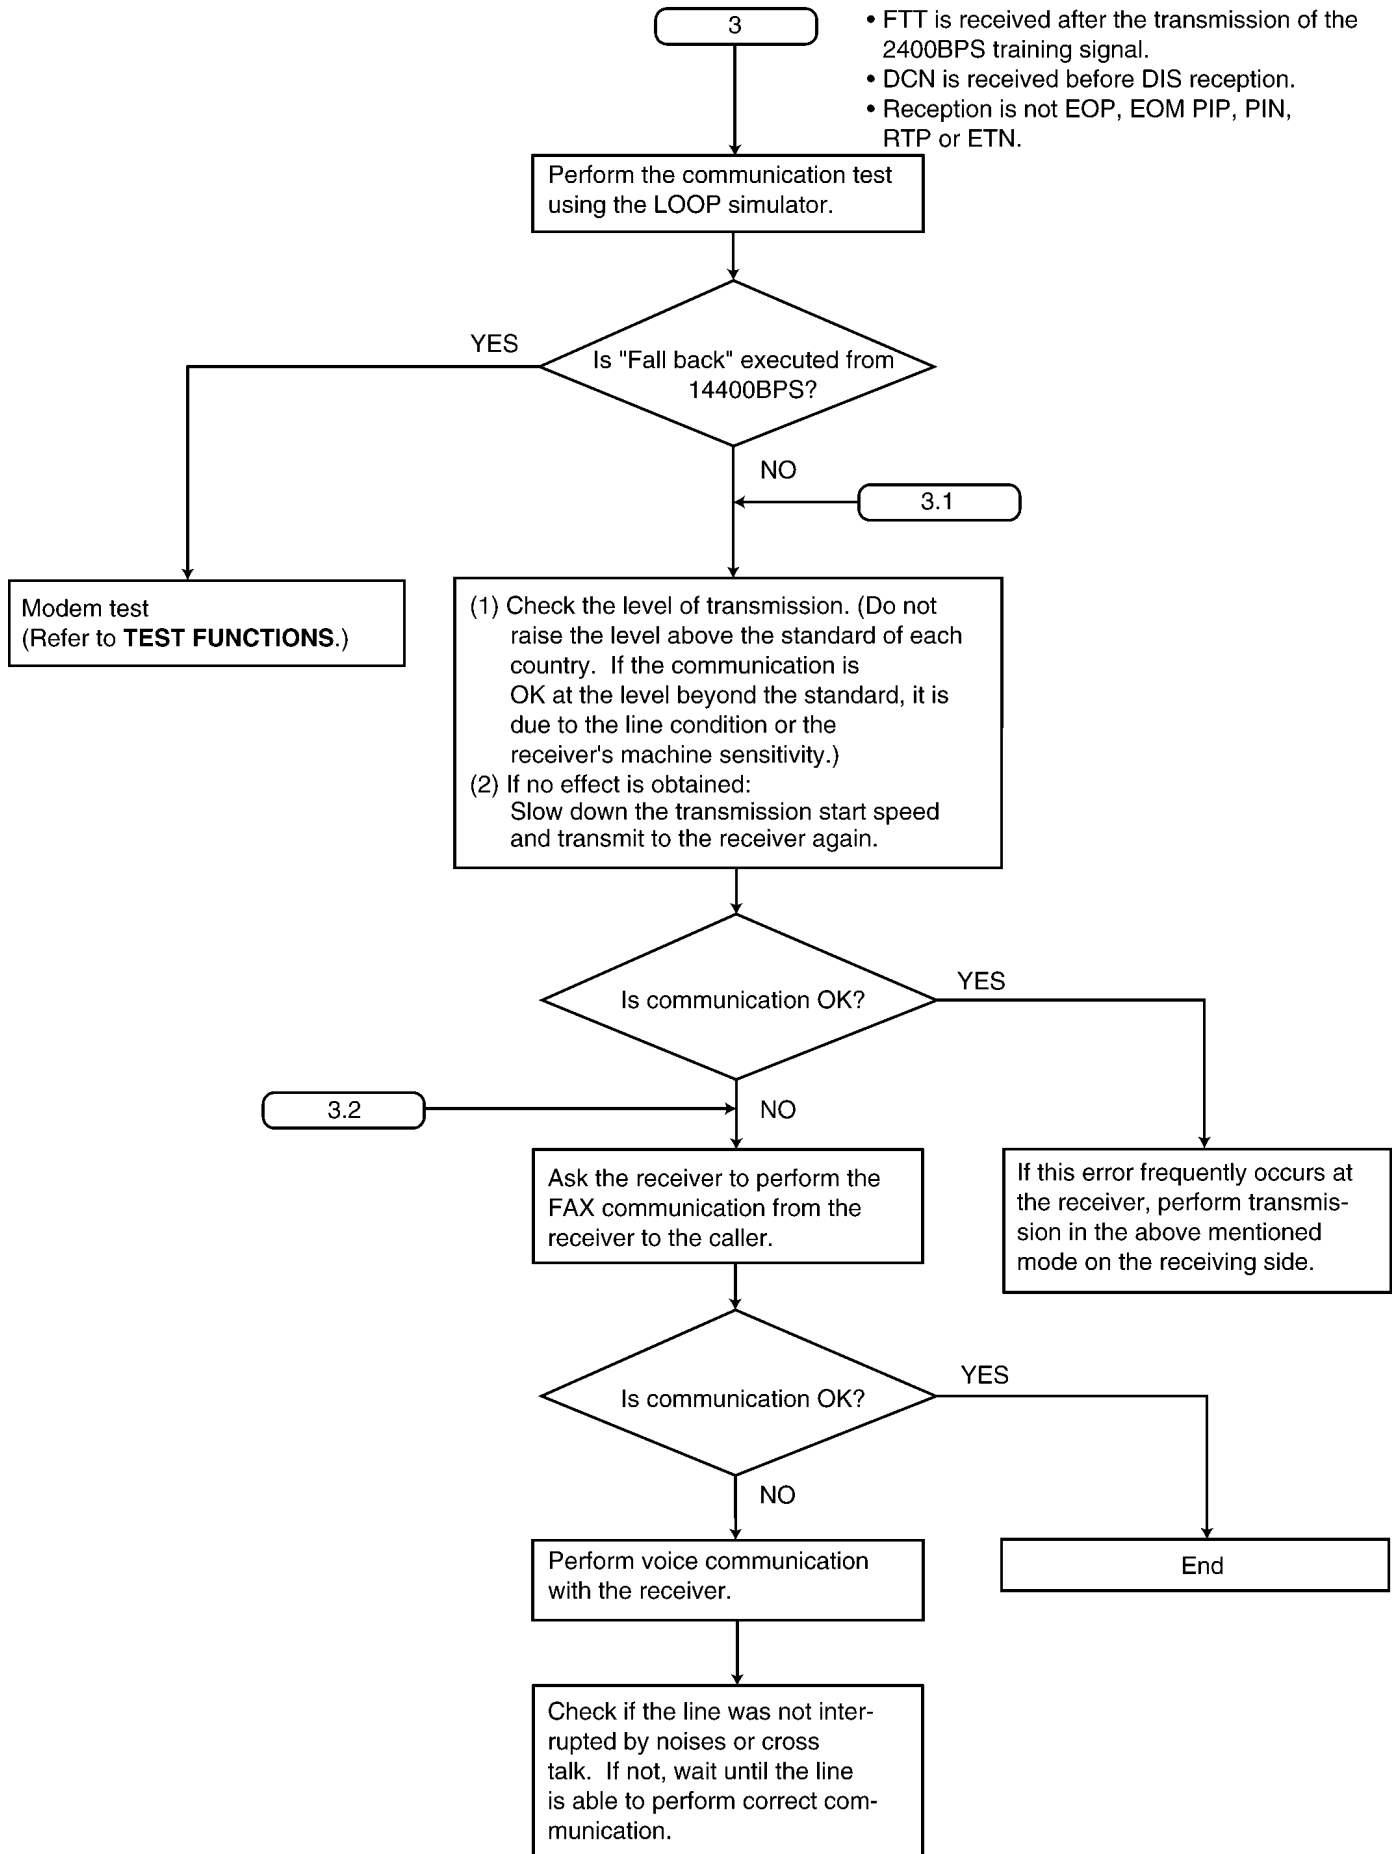 3
• FTT is received after the transmission of the
2400BPS training signal.
• DCN is received before DIS reception.
• Reception is not EOP, EOM PIP, PIN,
RTP or ETN.
Perform the communication test
using the LOOP simulator.
YES
Is "Fall back" executed from
14400BPS?
NO
3.1
Modem test
(Refer to TEST FUNCTIONS.)
(1) Check the level of transmission. (Do not
raise the level above the standard of each
country. If the communication is
OK at the level beyond the standard, it is
due to the line condition or the
receiver's machine sensitivity.)
(2) If no effect is obtained:
Slow down the transmission start speed
and transmit to the receiver again.
Is communication OK?
YES
3.2
NO
Ask the receiver to perform the
FAX communication from the
receiver to the caller.
If this error frequently occurs at
the receiver, perform transmis-
sion in the above mentioned
mode on the receiving side.
Is communication OK?
YES
NO
Perform voice communication
with the receiver.
End
Check if the line was not inter-
rupted by noises or cross
talk. If not, wait until the line
is able to perform correct com-
munication.